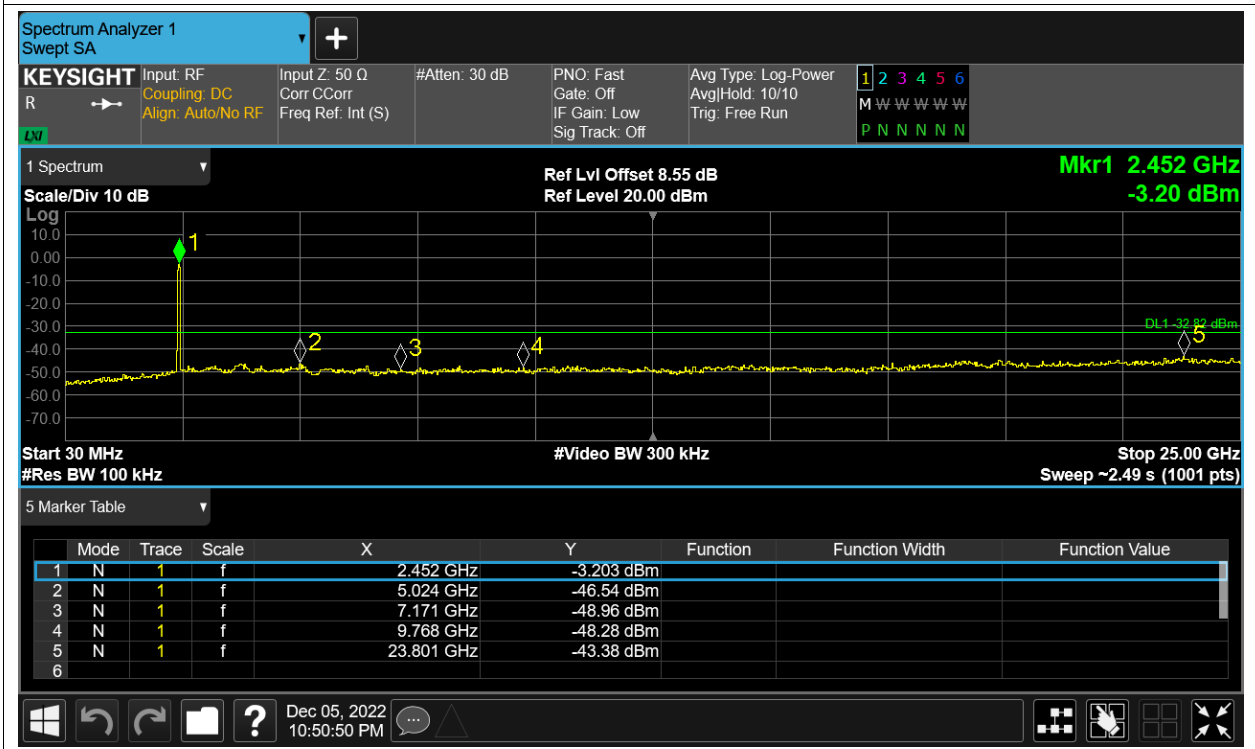 Spectrum Analyzer 1
Swept SA
KEYSIGHT
R
LXI
Input: RF
Coupling: DC
Align: Auto/No RF
Input Z: 50 Ω
Corr CCorr
Freq Ref: Int (S)
#Atten: 30 dB
PNO: Fast
Gate: Off
IF Gain: Low
Sig Track: Off
Avg Type: Log-Power
Avg|Hold: 10/10
Trig: Free Run
1 2 3 4 5 6
M W W W W W
P N N N N N
1 Spectrum
Scale/Div 10 dB
Ref Lvl Offset 8.55 dB
Ref Level 20.00 dBm
Mkr1 2.452 GHz
-3.20 dBm
Log
10.0
0.00
-10.0
-20.0
-30.0
-40.0
-50.0
-60.0
-70.0
1
2
3
4
5
DL1 -32.82 dBm
Start 30 MHz
#Res BW 100 kHz
#Video BW 300 kHz
Stop 25.00 GHz
Sweep ~2.49 s (1001 pts)
5 Marker Table
Mode Trace Scale X Y Function Function Width Function Value
1 N 1 f 2.452 GHz -3.203 dBm
2 N 1 f 5.024 GHz -46.54 dBm
3 N 1 f 7.171 GHz -48.96 dBm
4 N 1 f 9.768 GHz -48.28 dBm
5 N 1 f 23.801 GHz -43.38 dBm
6
?
Dec 05, 2022
10:50:50 PM